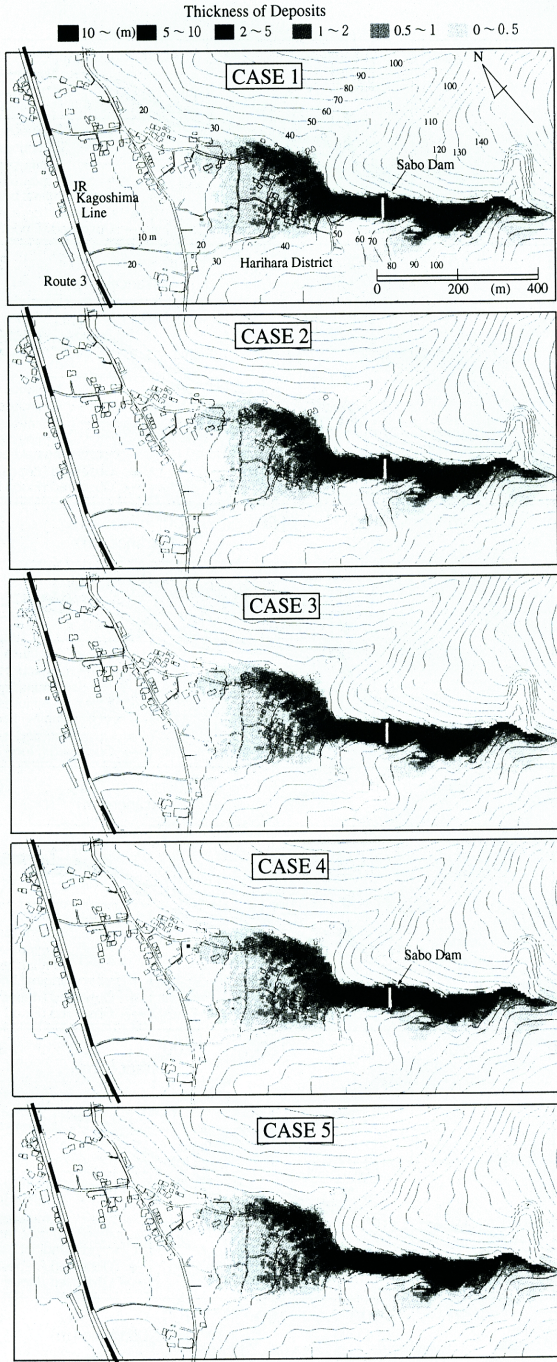 Thickness of Deposits
10～ (m) 5～10 2～5 1～2 0.5～1 0～0.5
CASE 1
N
100
90
80
70
60
50
40
30
20
100
110
120 130 140
Sabo Dam
JR
Kagoshima
Line
10 m
20
20
30
40
50
60 70
80 90 100
Harihara District
Route 3
0 200 (m) 400
CASE 2
CASE 3
CASE 4
Sabo Dam
CASE 5